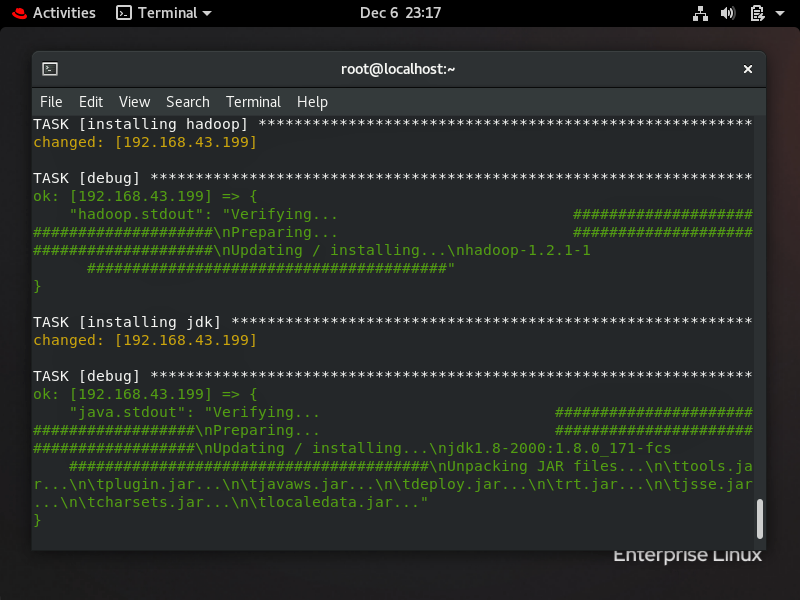 Activities Terminal Dec 6 23:17
root@localhost:~ ×
File Edit View Search Terminal Help
TASK [installing hadoop] *******************************************************
changed: [192.168.43.199]
TASK [debug] *******************************************************************
ok: [192.168.43.199] => {
"hadoop.stdout": "Verifying... ####################
####################\nPreparing... ####################
####################\nUpdating / installing...\nhadoop-1.2.1-1
########################################"
}
TASK [installing jdk] **********************************************************
changed: [192.168.43.199]
TASK [debug] *******************************************************************
ok: [192.168.43.199] => {
"java.stdout": "Verifying... ######################
##################\nPreparing... ######################
##################\nUpdating / installing...\njdk1.8-2000:1.8.0_171-fcs
########################################\nUnpacking JAR files...\n\ttools.ja
r...\n\tplugin.jar...\n\tjavaws.jar...\n\tdeploy.jar...\n\trt.jar...\n\tjsse.jar
...\n\tcharsets.jar...\n\tlocaledata.jar..."
}
Enterprise Linux